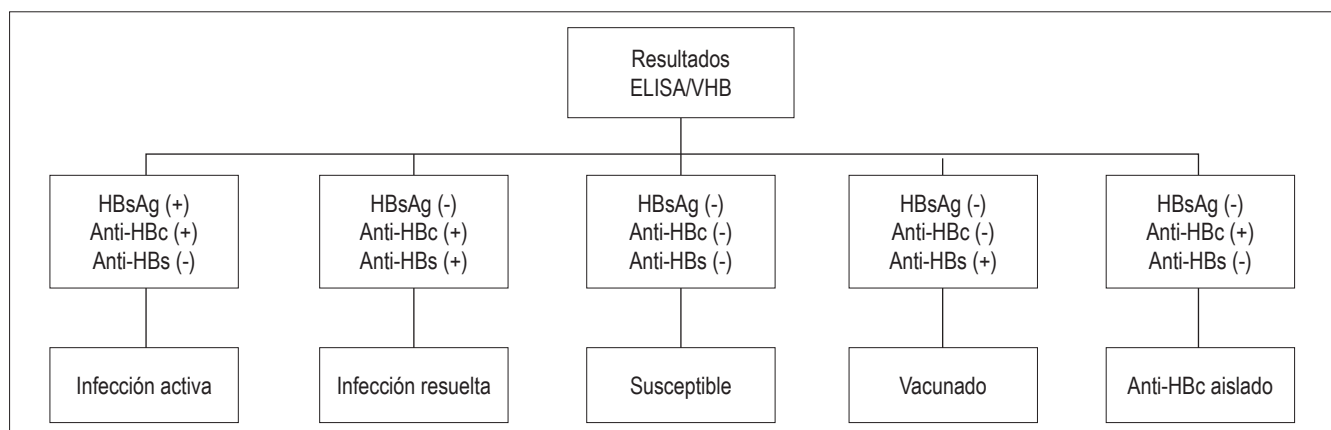 Resultados
ELISA/VHB
HBsAg (+)
Anti-HBc (+)
Anti-HBs (-)
HBsAg (-)
Anti-HBc (+)
Anti-HBs (+)
HBsAg (-)
Anti-HBc (-)
Anti-HBs (-)
HBsAg (-)
Anti-HBc (-)
Anti-HBs (+)
HBsAg (-)
Anti-HBc (+)
Anti-HBs (-)
Infección activa
Infección resuelta
Susceptible
Vacunado
Anti-HBc aislado